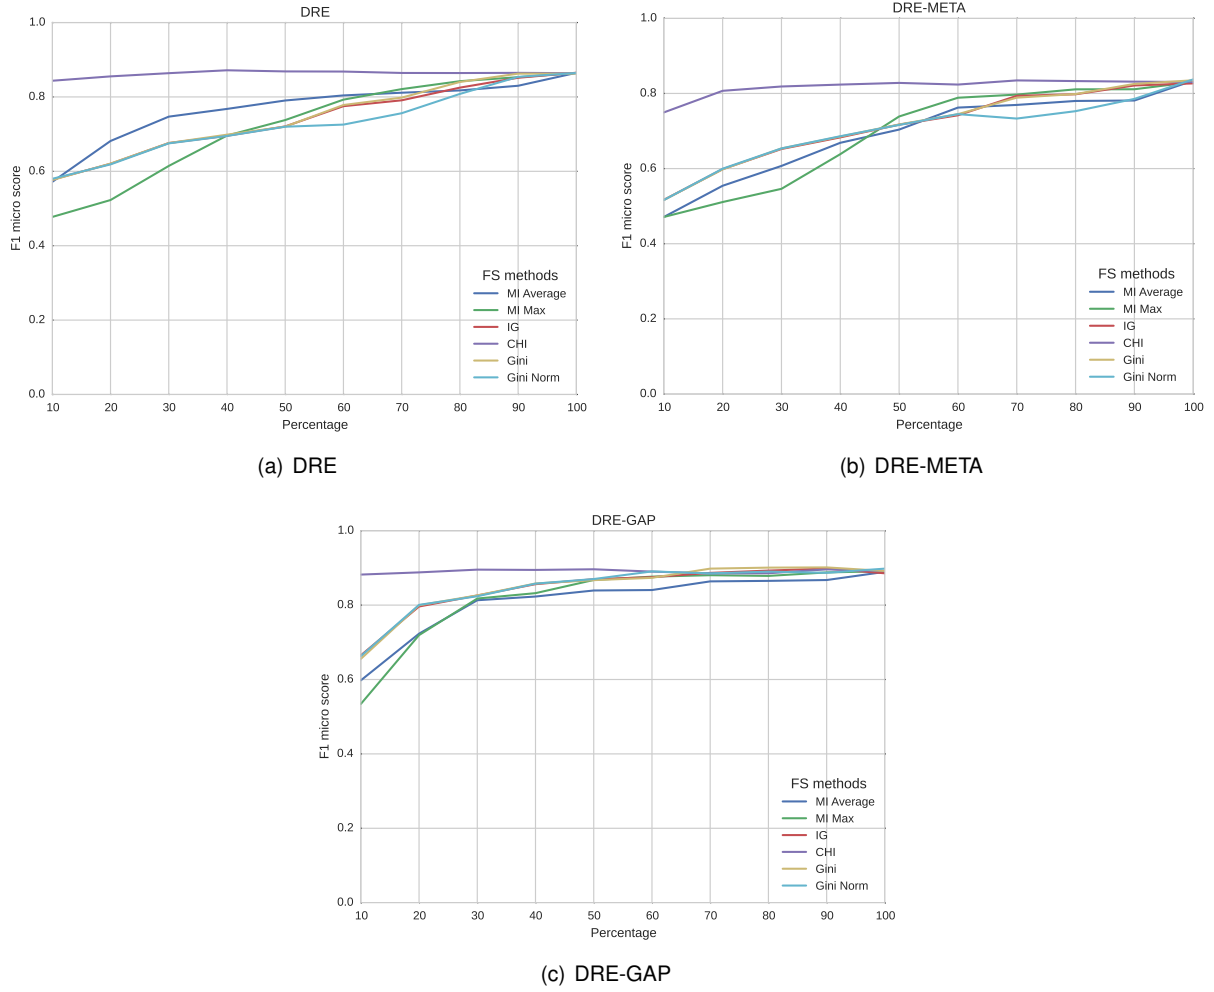 DRE
1.0
0.8
0.6
0.4
0.2
0.0
F1 micro score
FS methods
MI Average
MI Max
IG
CHI
Gini
Gini Norm
10 20 30 40 50 60 70 80 90 100
Percentage
(a) DRE
DRE-META
1.0
0.8
0.6
0.4
0.2
0.0
F1 micro score
FS methods
MI Average
MI Max
IG
CHI
Gini
Gini Norm
10 20 30 40 50 60 70 80 90 100
Percentage
(b) DRE-META
DRE-GAP
1.0
0.8
0.6
0.4
0.2
0.0
F1 micro score
FS methods
MI Average
MI Max
IG
CHI
Gini
Gini Norm
10 20 30 40 50 60 70 80 90 100
Percentage
(c) DRE-GAP